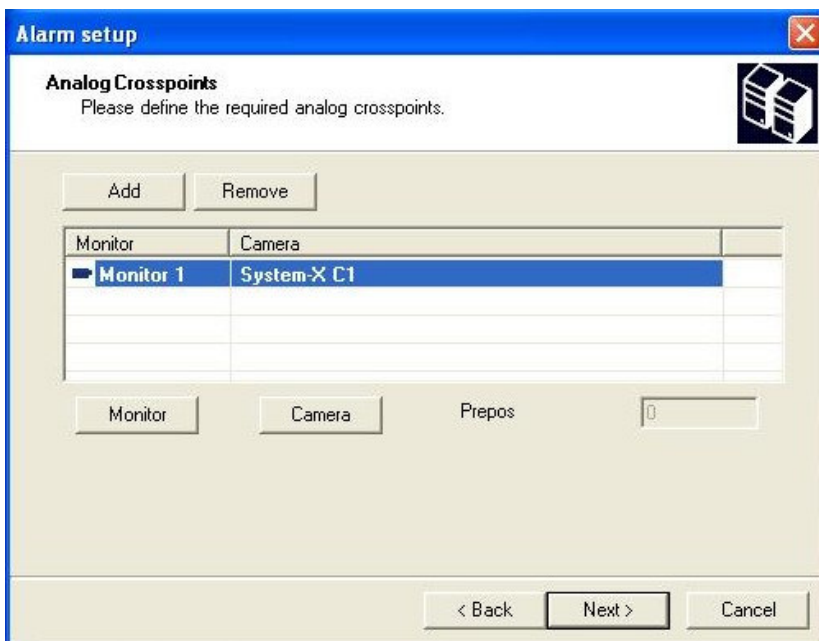 Alarm setup
Analog Crosspoints
Please define the required analog crosspoints.
Add Remove
Monitor Camera
Monitor 1 System-X C1
Monitor Camera Prepos 0
< Back Next > Cancel